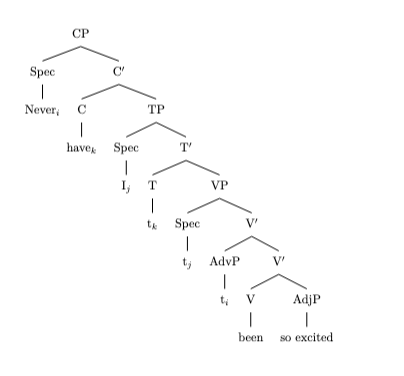 CP
Spec C′
Neverᵢ C TP
haveₖ Spec T′
Iⱼ T VP
tₖ Spec V′
tⱼ AdvP V′
tᵢ V AdjP
been so excited